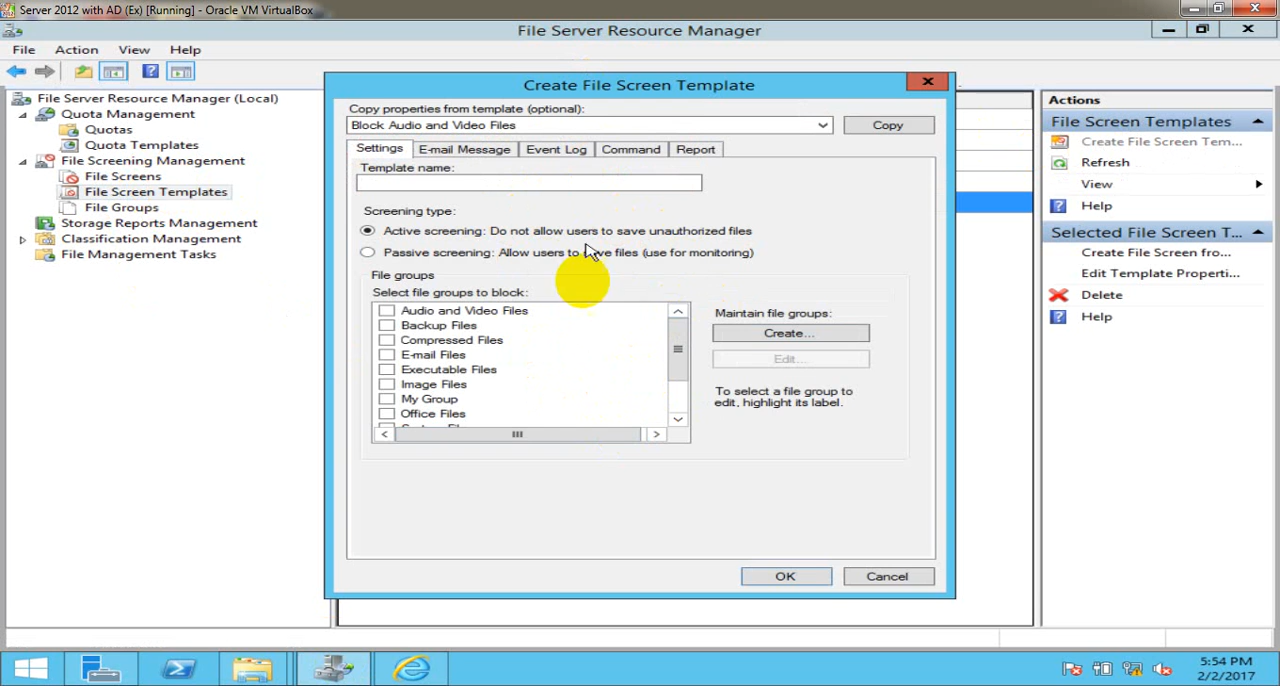 Server 2012 with AD (Ex) [Running] - Oracle VM VirtualBox
File Server Resource Manager
File Action View Help
File Server Resource Manager (Local)
Quota Management
Quotas
Quota Templates
File Screening Management
File Screens
File Screen Templates
File Groups
Storage Reports Management
Classification Management
File Management Tasks
Create File Screen Template
Copy properties from template (optional):
Block Audio and Video Files
Copy
Settings E-mail Message Event Log Command Report
Template name:
Screening type:
Active screening: Do not allow users to save unauthorized files
Passive screening: Allow users to save files (use for monitoring)
File groups
Select file groups to block:
Audio and Video Files
Backup Files
Compressed Files
E-mail Files
Executable Files
Image Files
My Group
Office Files
Maintain file groups:
Create...
Edit...
To select a file group to
edit, highlight its label.
OK Cancel
Actions
File Screen Templates
Create File Screen Tem...
Refresh
View
Help
Selected File Screen T...
Create File Screen fro...
Edit Template Properti...
Delete
Help
5:54 PM
2/2/2017